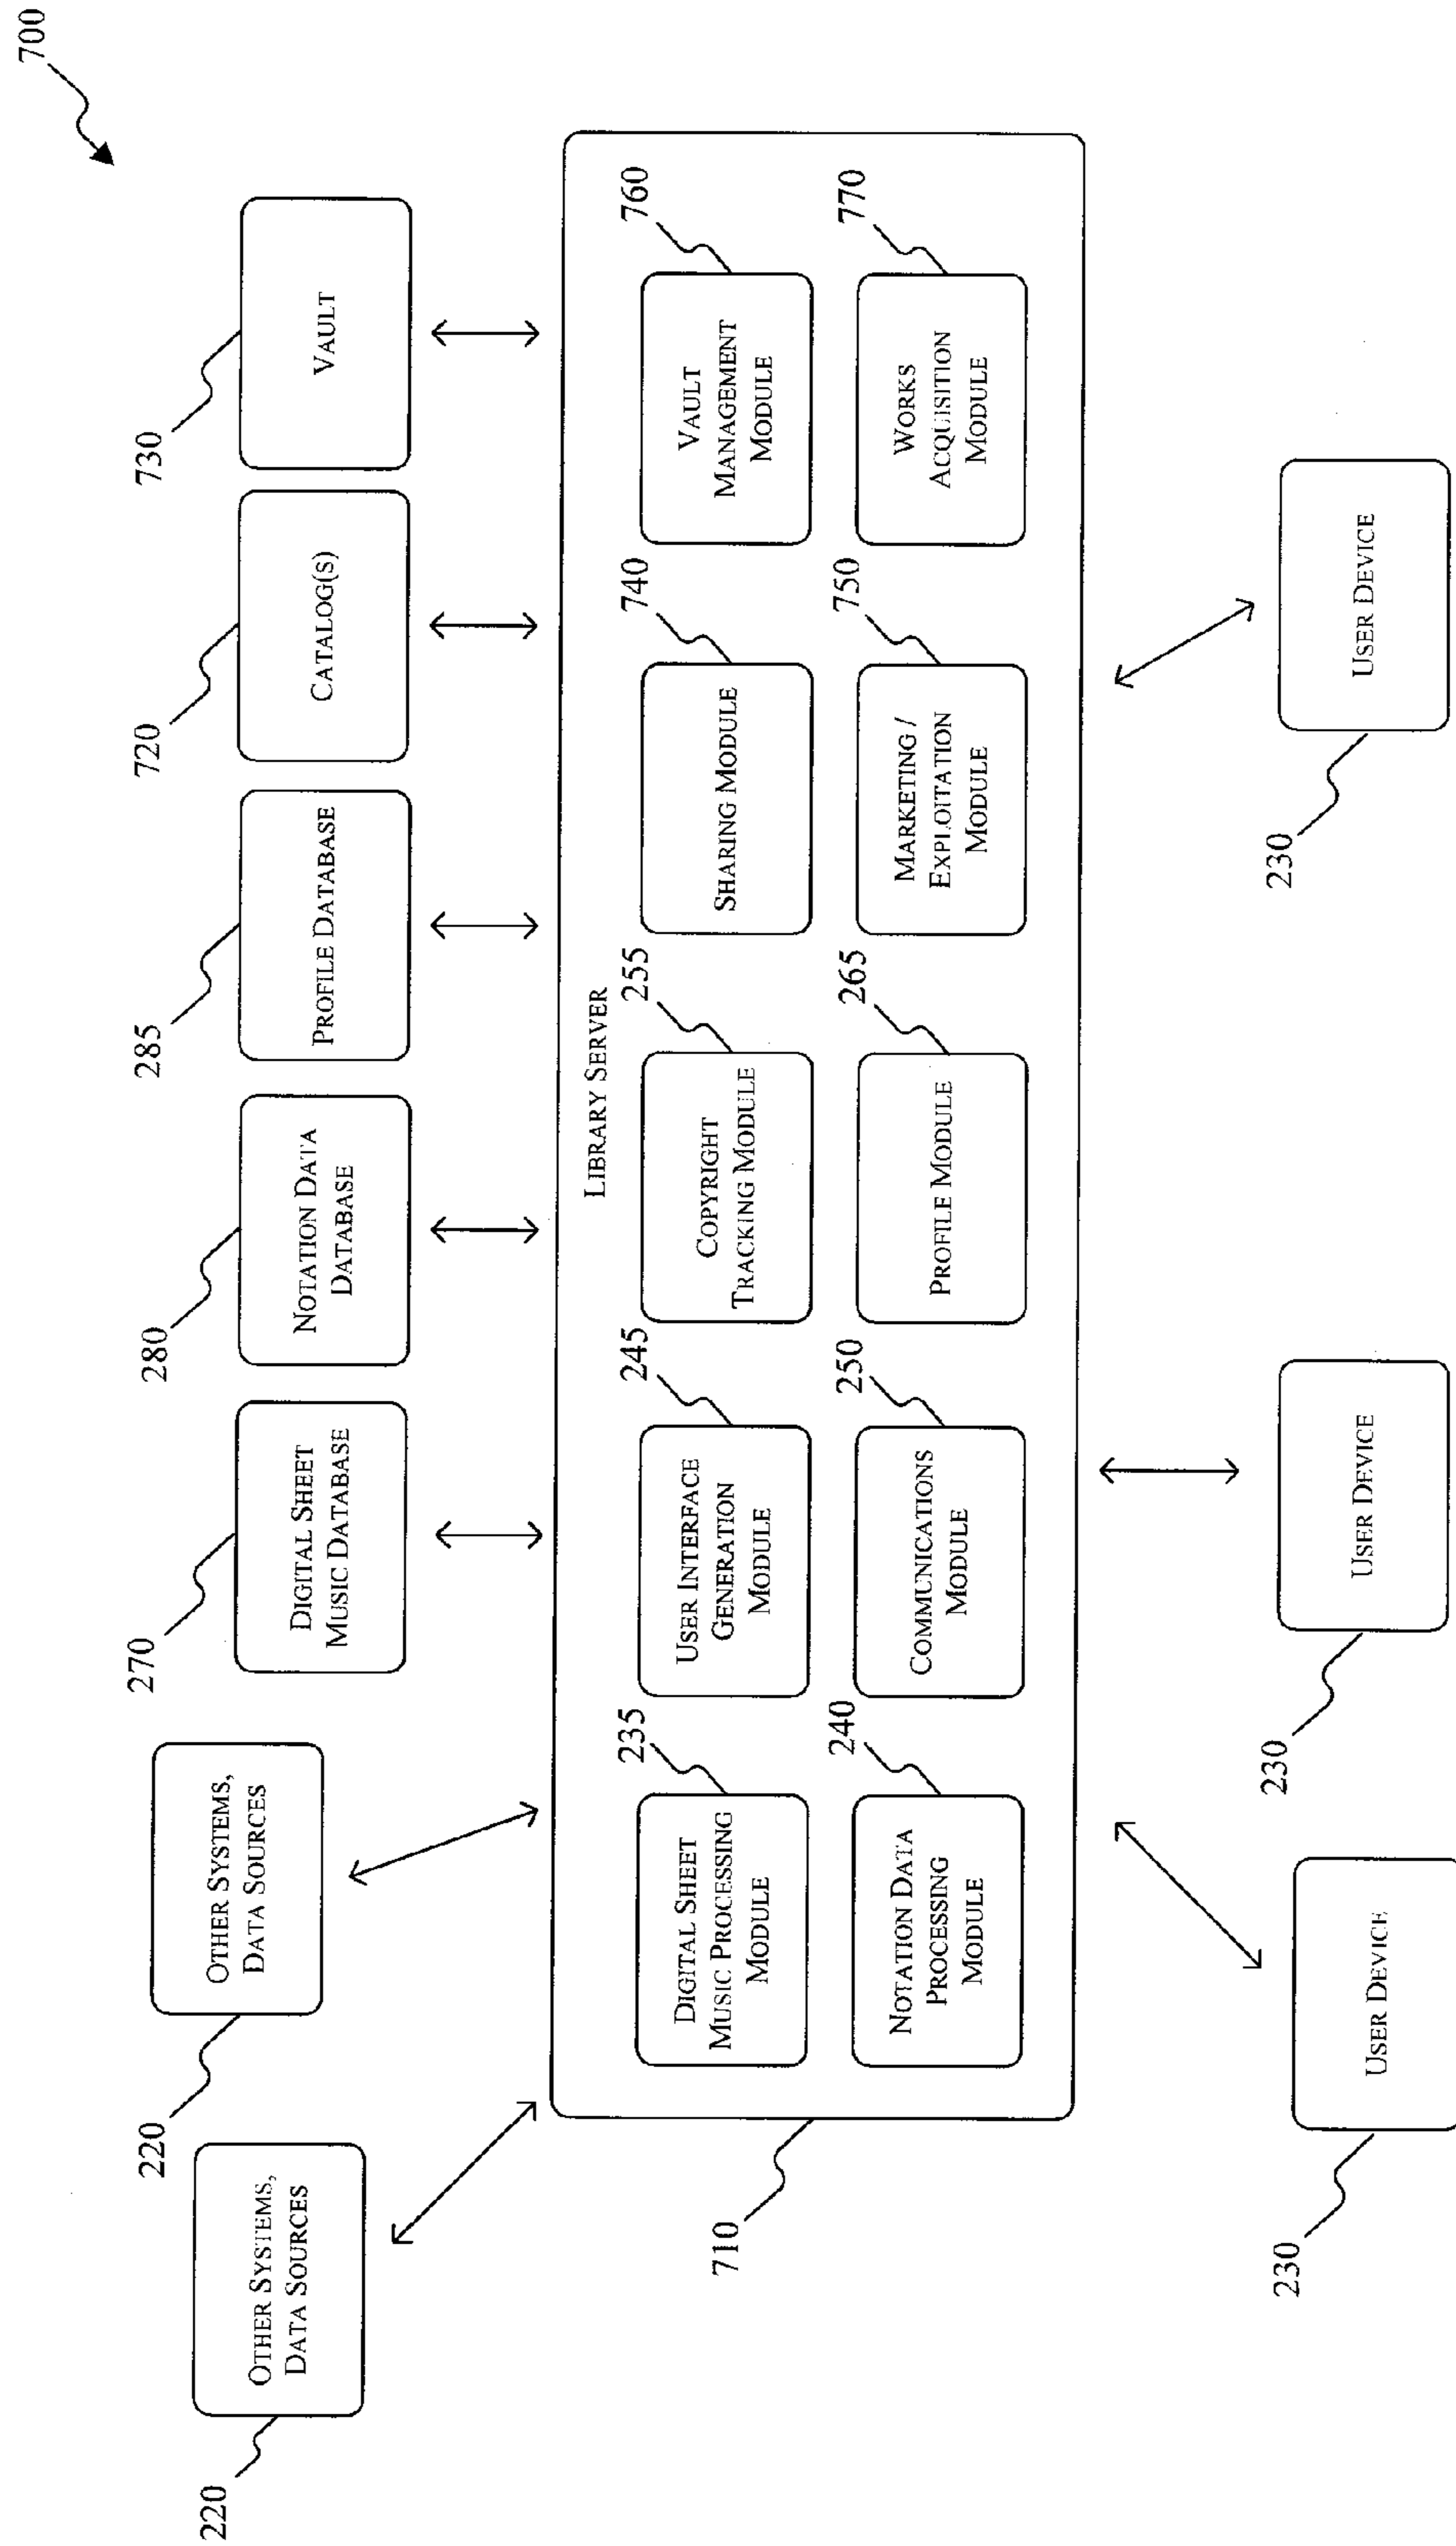 700
220
OTHER SYSTEMS,
DATA SOURCES
220
OTHER SYSTEMS,
DATA SOURCES
270
DIGITAL SHEET
MUSIC DATABASE
280
NOTATION DATA
DATABASE
285
PROFILE DATABASE
720
CATALOG(S)
730
VAULT
710
LIBRARY SERVER
235
DIGITAL SHEET
MUSIC PROCESSING
MODULE
245
USER INTERFACE
GENERATION
MODULE
255
COPYRIGHT
TRACKING MODULE
740
SHARING MODULE
760
VAULT
MANAGEMENT
MODULE
240
NOTATION DATA
PROCESSING
MODULE
250
COMMUNICATIONS
MODULE
265
PROFILE MODULE
750
MARKETING /
EXPLOITATION
MODULE
770
WORKS
ACQUISITION
MODULE
230
USER DEVICE
230
USER DEVICE
230
USER DEVICE